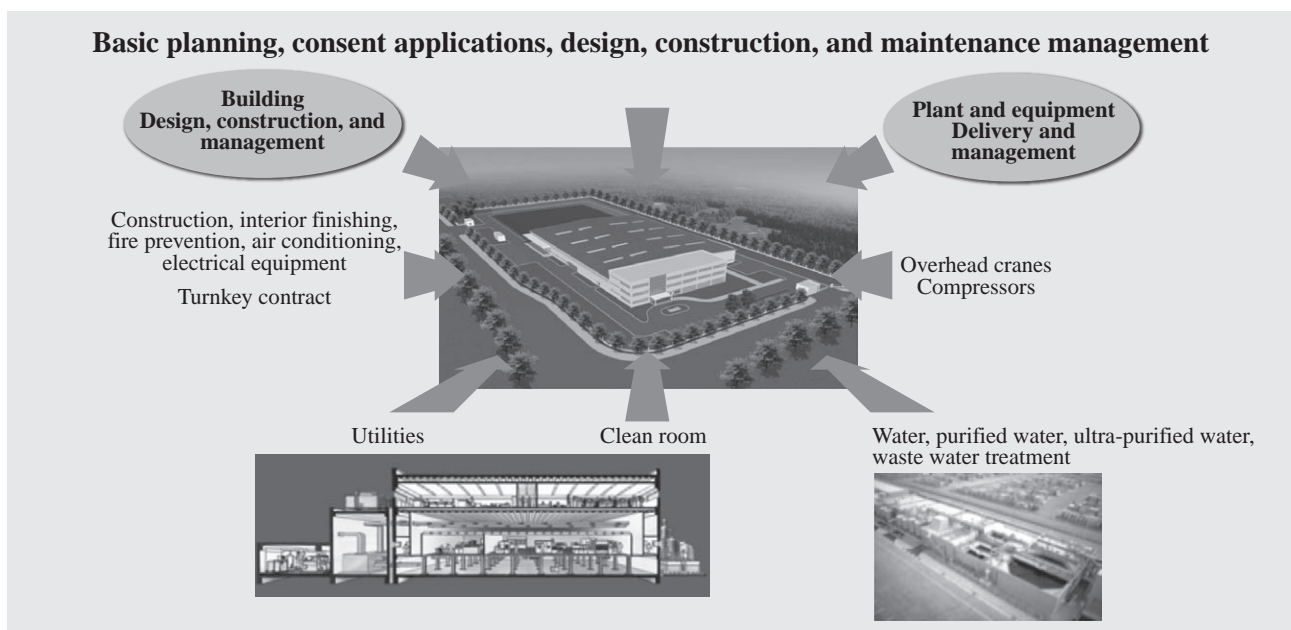 Basic planning, consent applications, design, construction, and maintenance management
Building
Design, construction, and
management
Plant and equipment
Delivery and
management
Construction, interior finishing,
fire prevention, air conditioning,
electrical equipment
Turnkey contract
Overhead cranes
Compressors
Utilities
Clean room
Water, purified water, ultra-purified water,
waste water treatment